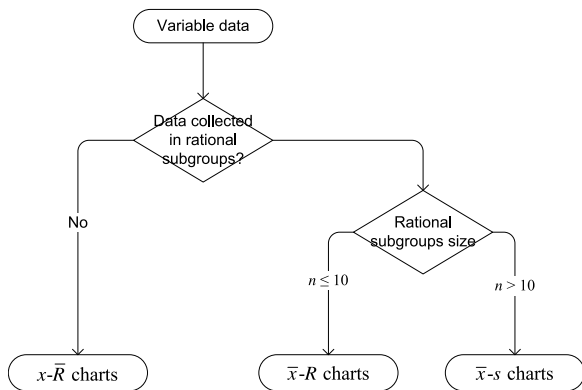 Variable data
Data collected
in rational
subgroups?
No
Rational
subgroups size
n ≤ 10
n > 10
x-R̅ charts
x̅-R charts
x̅-s charts